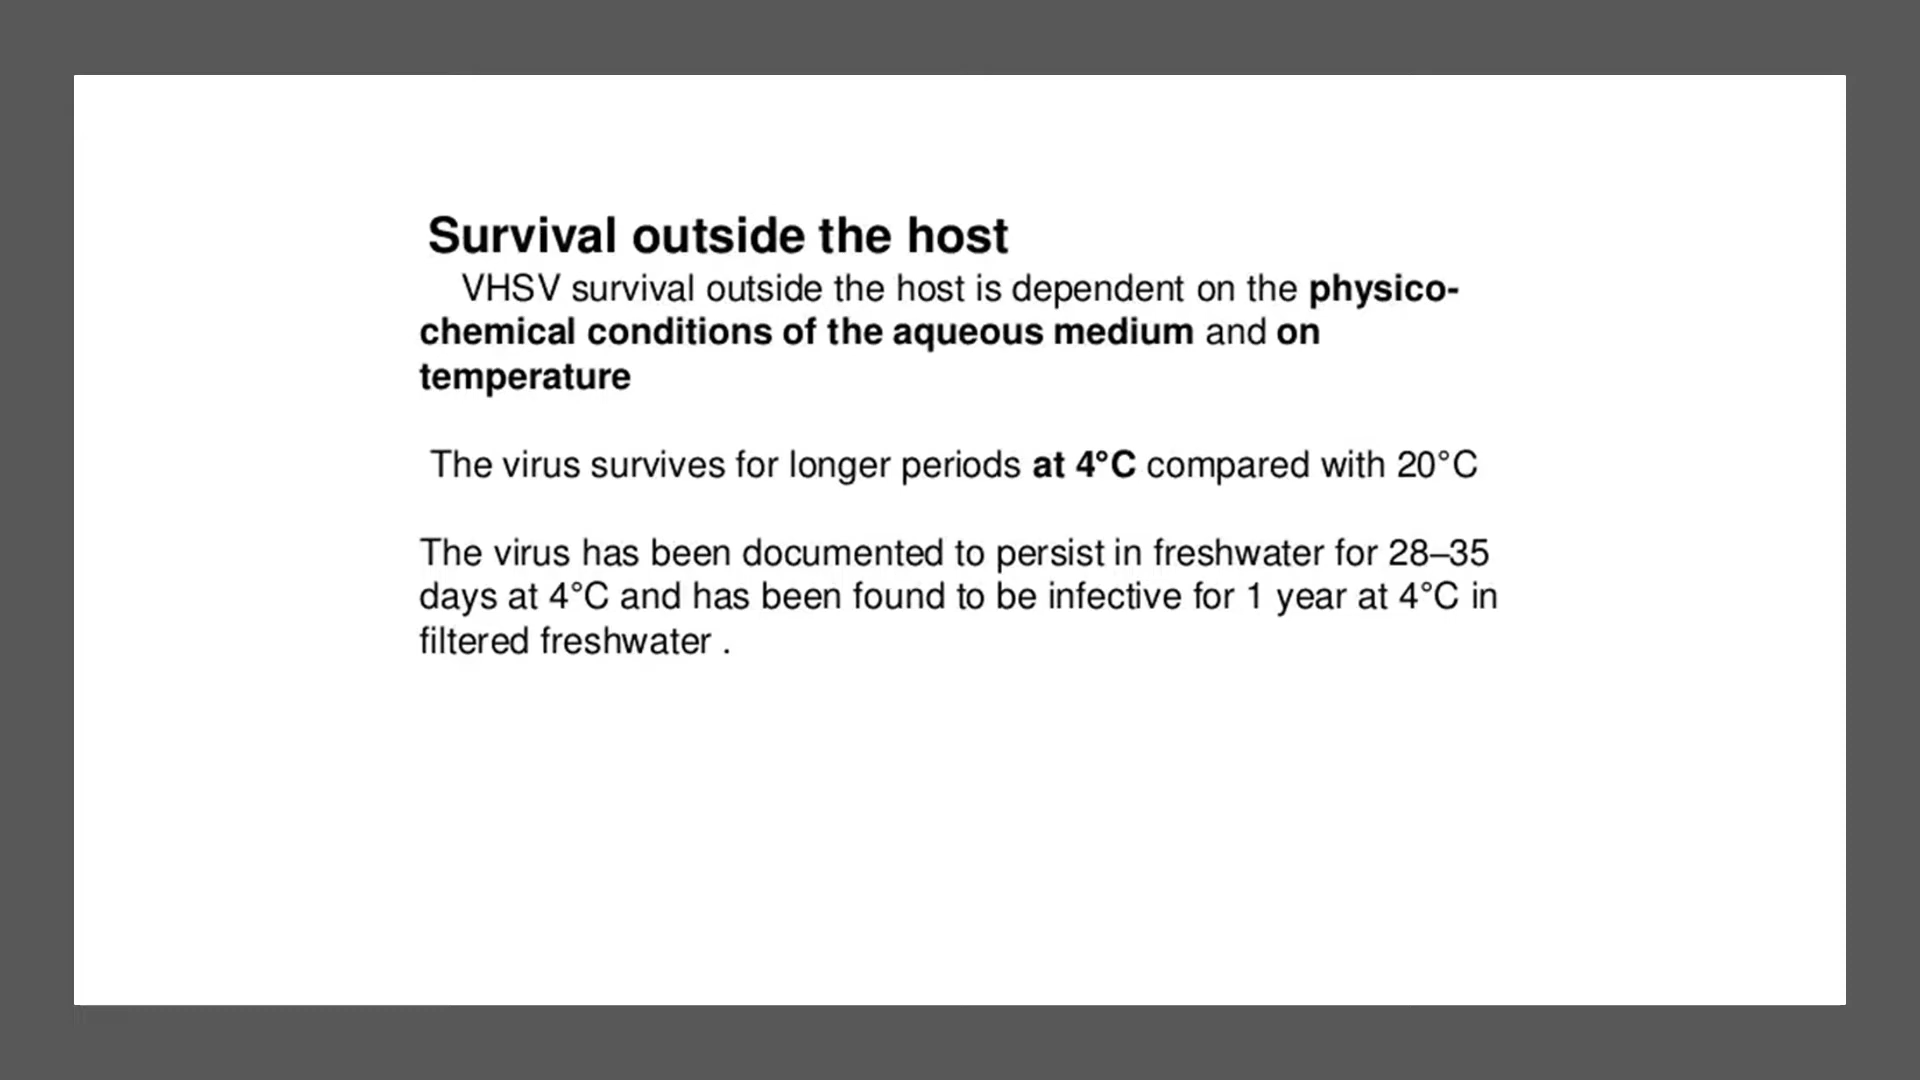 Survival outside the host
VHSV survival outside the host is dependent on the physico-
chemical conditions of the aqueous medium and on
temperature
The virus survives for longer periods at 4°C compared with 20°C
The virus has been documented to persist in freshwater for 28–35
days at 4°C and has been found to be infective for 1 year at 4°C in
filtered freshwater .